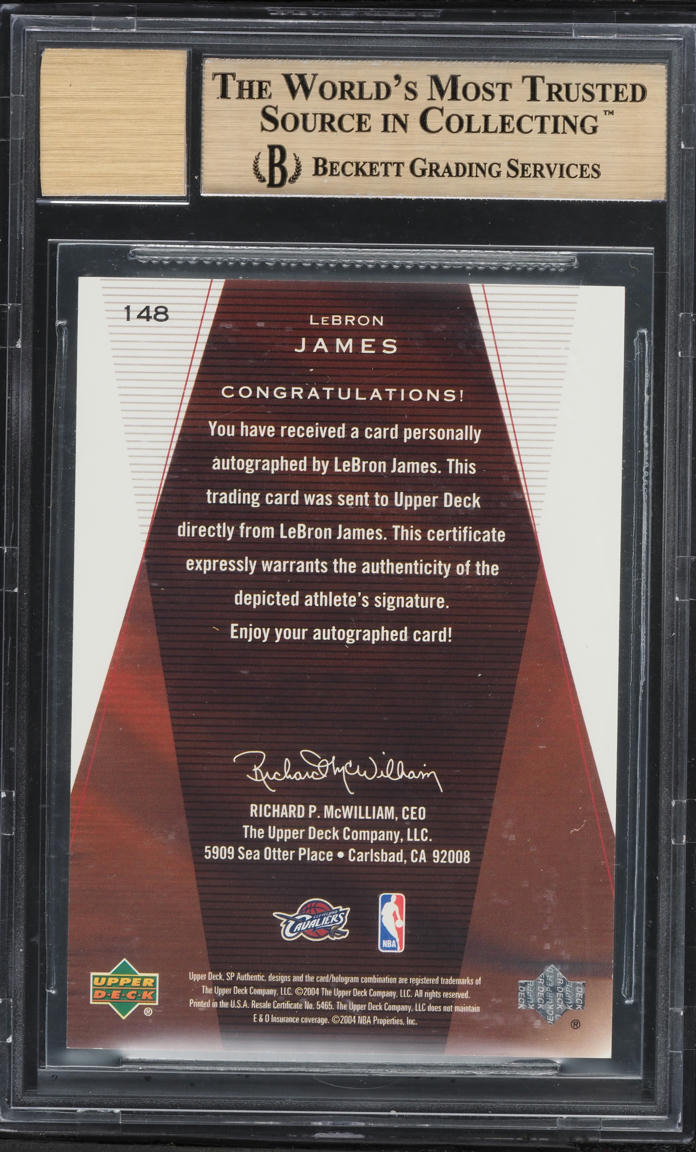 THE WORLD'S MOST TRUSTED
SOURCE IN COLLECTING™
B BECKETT GRADING SERVICES
148
LEBRON
JAMES
CONGRATULATIONS!
You have received a card personally
autographed by LeBron James. This
trading card was sent to Upper Deck
directly from LeBron James. This certificate
expressly warrants the authenticity of the
depicted athlete's signature.
Enjoy your autographed card!
Richard McWilliam
RICHARD P. McWILLIAM, CEO
The Upper Deck Company, LLC.
5909 Sea Otter Place • Carlsbad, CA 92008
CAVALIERS
NBA
UPPER
DECK
®
Upper Deck, SP Authentic, designs and the card/hologram combination are registered trademarks of
The Upper Deck Company, LLC. ©2004 The Upper Deck Company, LLC. All rights reserved.
Printed in the U.S.A. Resale Certificate No. 5465. The Upper Deck Company, LLC does not maintain
E & O Insurance coverage. ©2004 NBA Properties, Inc.
®